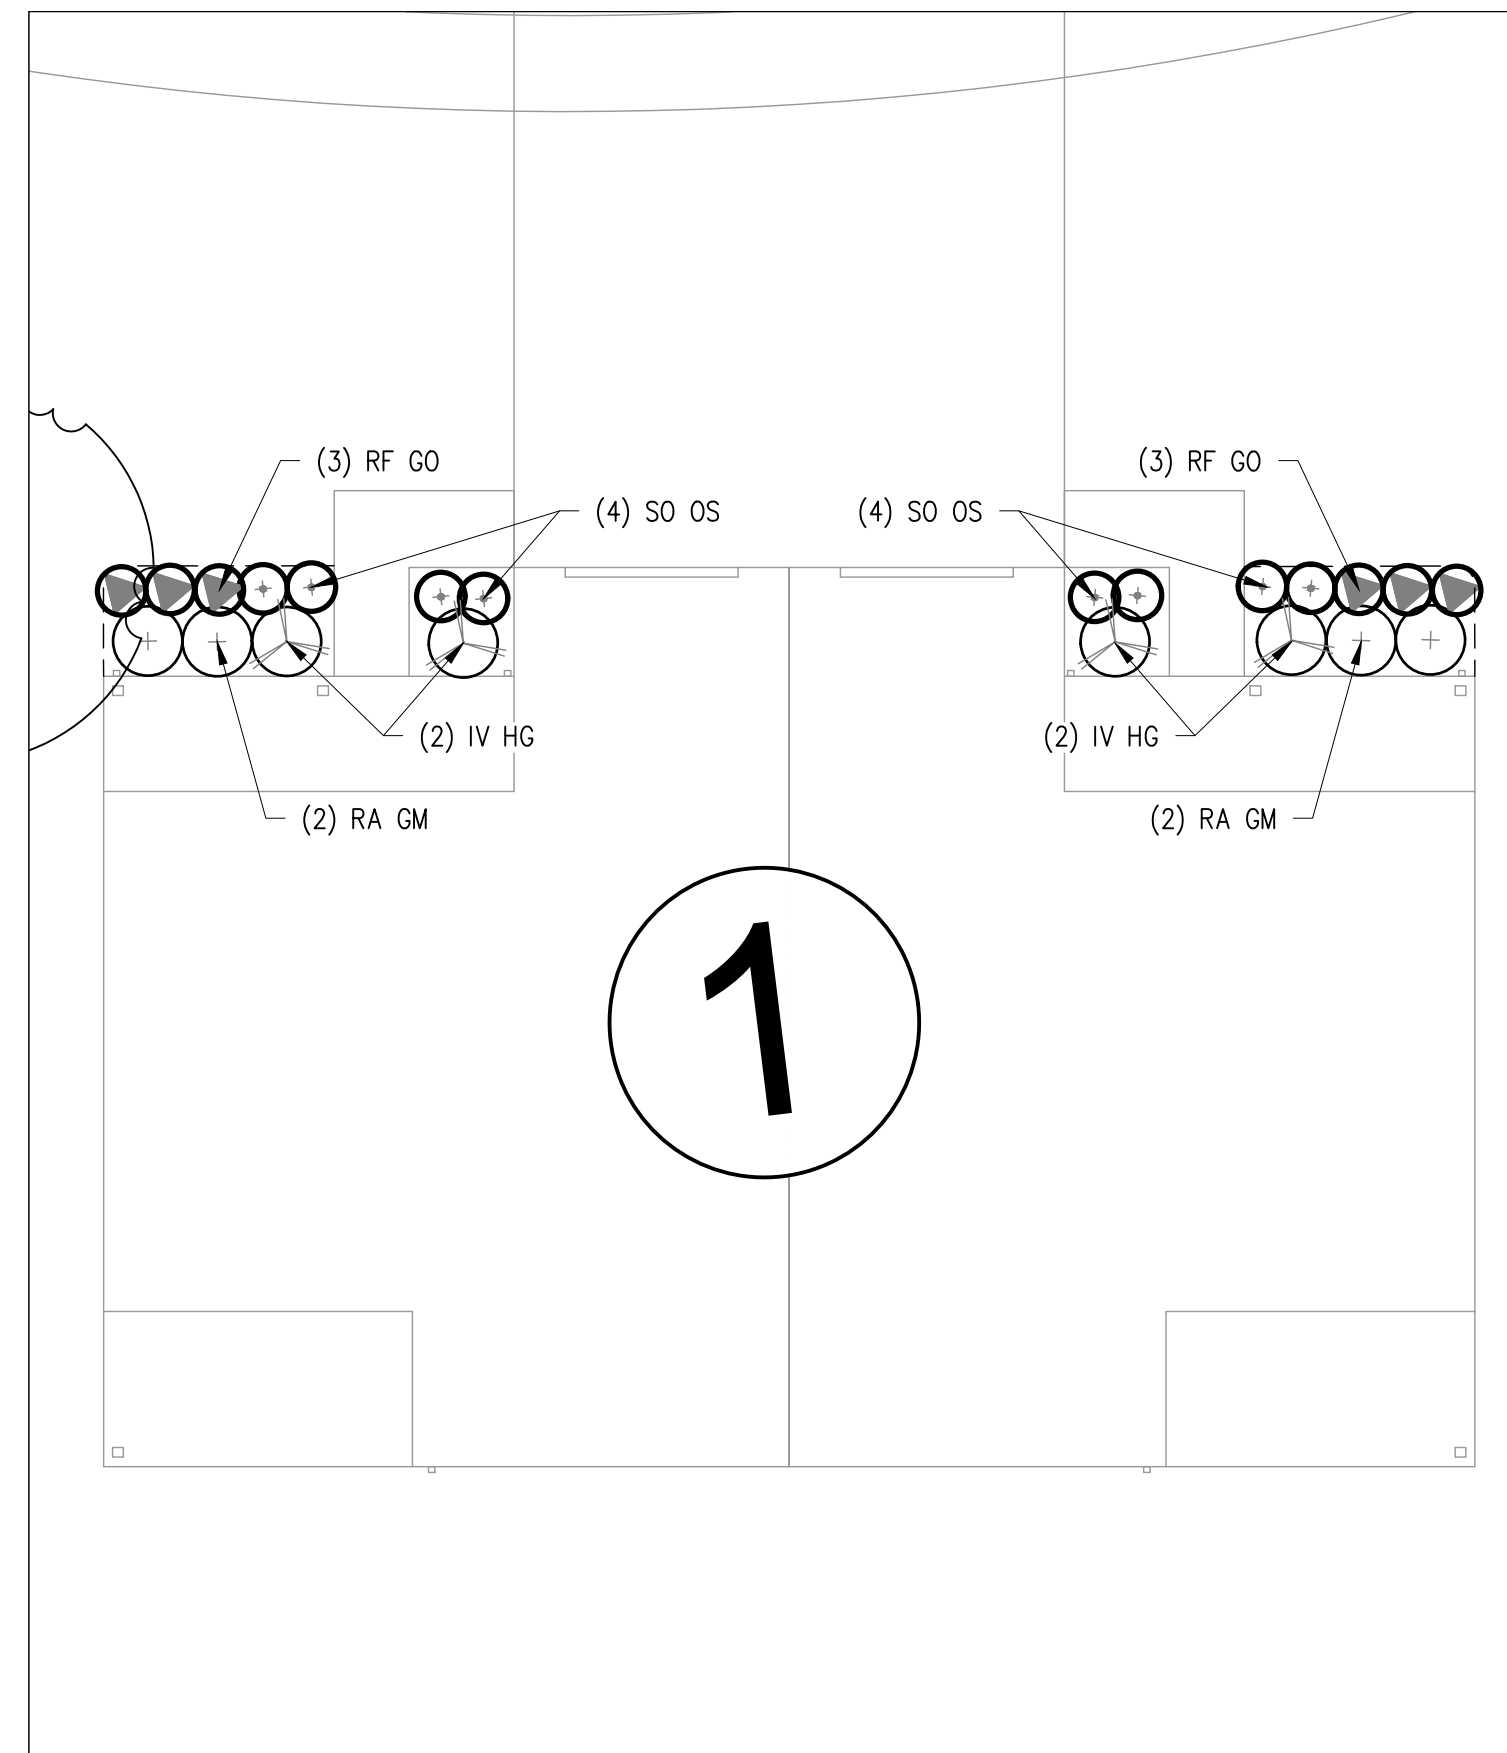 (3) RF GO
(3) RF GO
(4) SO OS
(4) SO OS
(2) IV HG
(2) IV HG
(2) RA GM
(2) RA GM
1